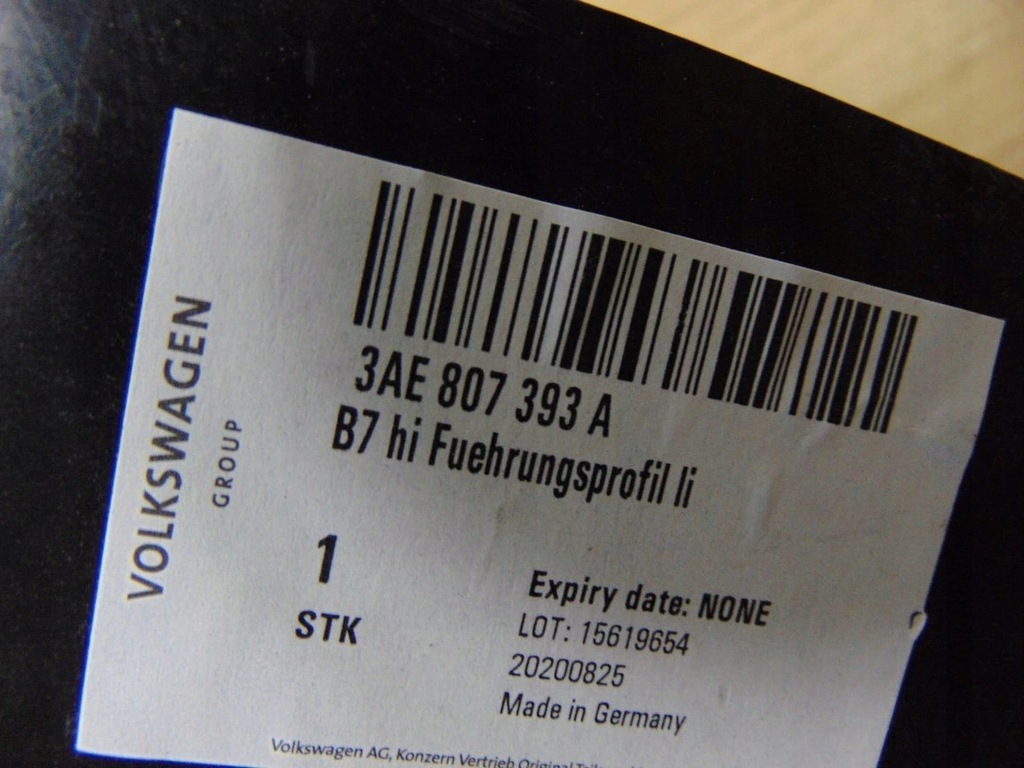 VOLKSWAGEN
GROUP
3AE 807 393 A
B7 hi Fuehrungsprofil li
1
STK
Expiry date: NONE
LOT: 15619654
20200825
Made in Germany
Volkswagen AG, Konzern Vertrieb Original